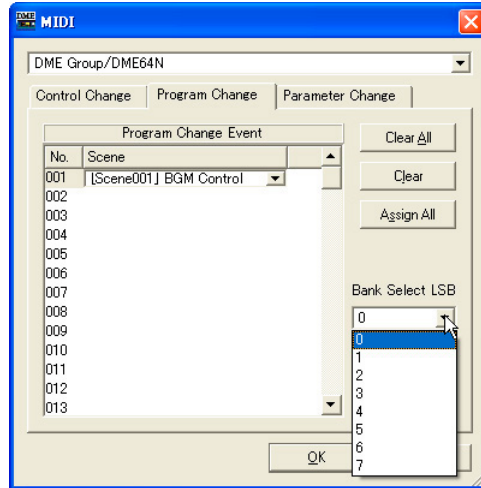 MIDI
DME Group/DME64N
Control Change Program Change Parameter Change
Program Change Event
No. Scene
001 [Scene001] BGM Control
002
003
004
005
006
007
008
009
010
011
012
013
Clear All
Clear
Assign All
Bank Select LSB
0
0
1
2
3
4
5
6
7
OK